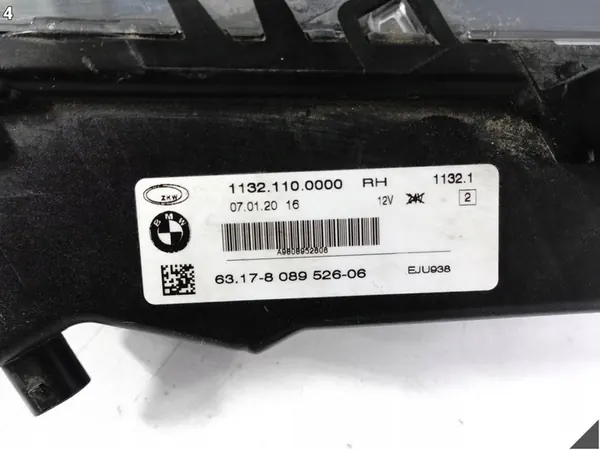 4
1132.110.0000 RH 1132.1
ZKW
07.01.20 16 12V 2
BMW
A9808952606
63.17-8 089 526-06 EJU938